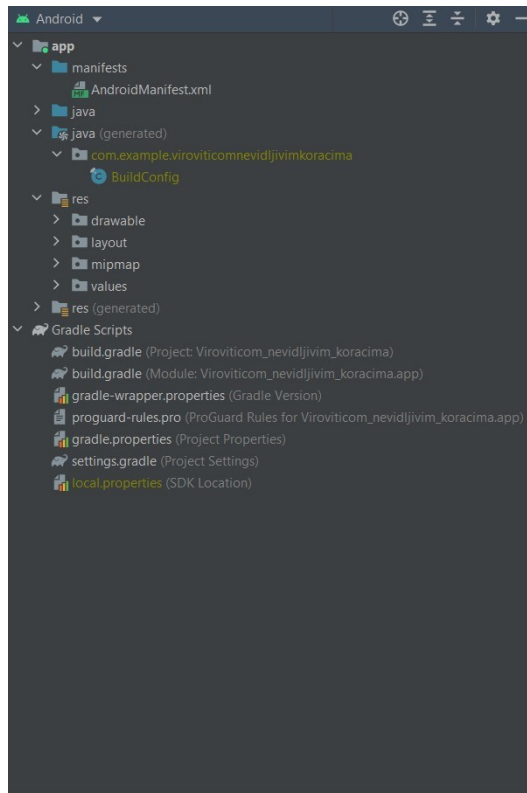 Android
app
manifests
AndroidManifest.xml
java
java (generated)
com.example.viroviticomnevidljivimkoracima
BuildConfig
res
drawable
layout
mipmap
values
res (generated)
Gradle Scripts
build.gradle (Project: Viroviticom_nevidljivim_koracima)
build.gradle (Module: Viroviticom_nevidljivim_koracima.app)
gradle-wrapper.properties (Gradle Version)
proguard-rules.pro (ProGuard Rules for Viroviticom_nevidljivim_koracima.app)
gradle.properties (Project Properties)
settings.gradle (Project Settings)
local.properties (SDK Location)